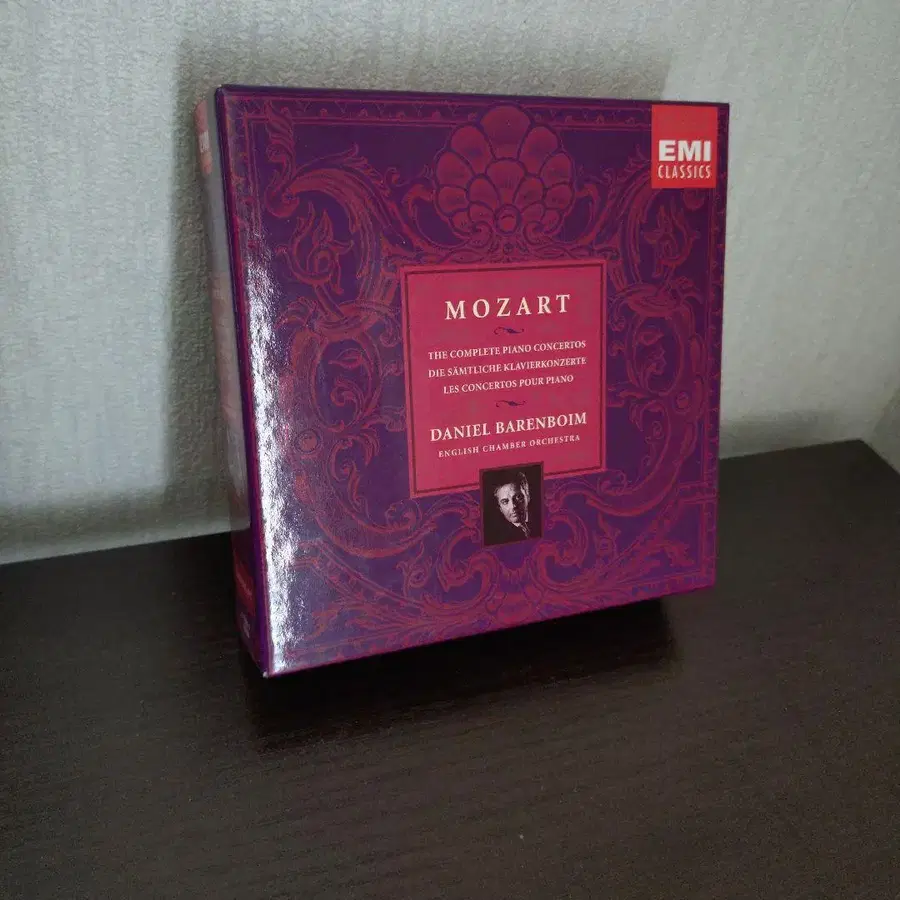 EMI
CLASSICS
MOZART
THE COMPLETE PIANO CONCERTOS
DIE SÄMTLICHE KLAVIERKONZERTE
LES CONCERTOS POUR PIANO
DANIEL BARENBOIM
ENGLISH CHAMBER ORCHESTRA